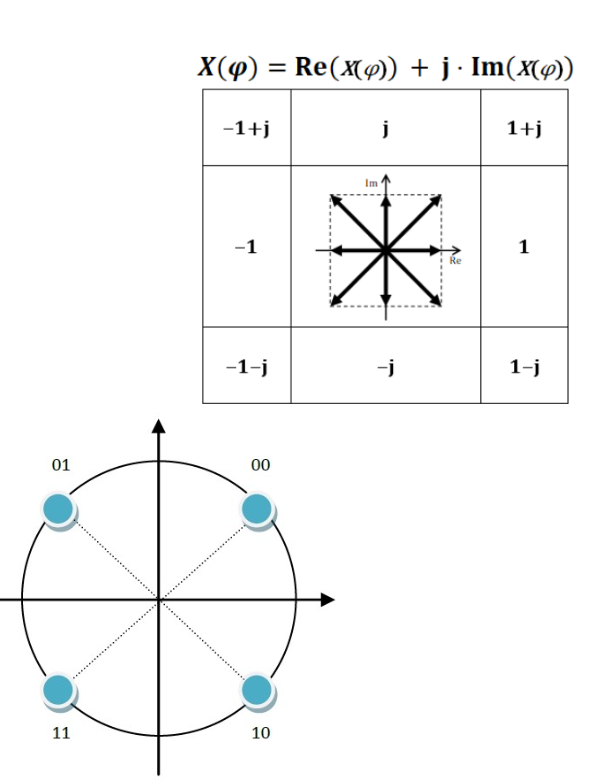 X(φ) = Re(X(φ)) + j · Im(X(φ))
−1+j j 1+j
Im
−1 1
Re
−1−j −j 1−j
01 00
11 10